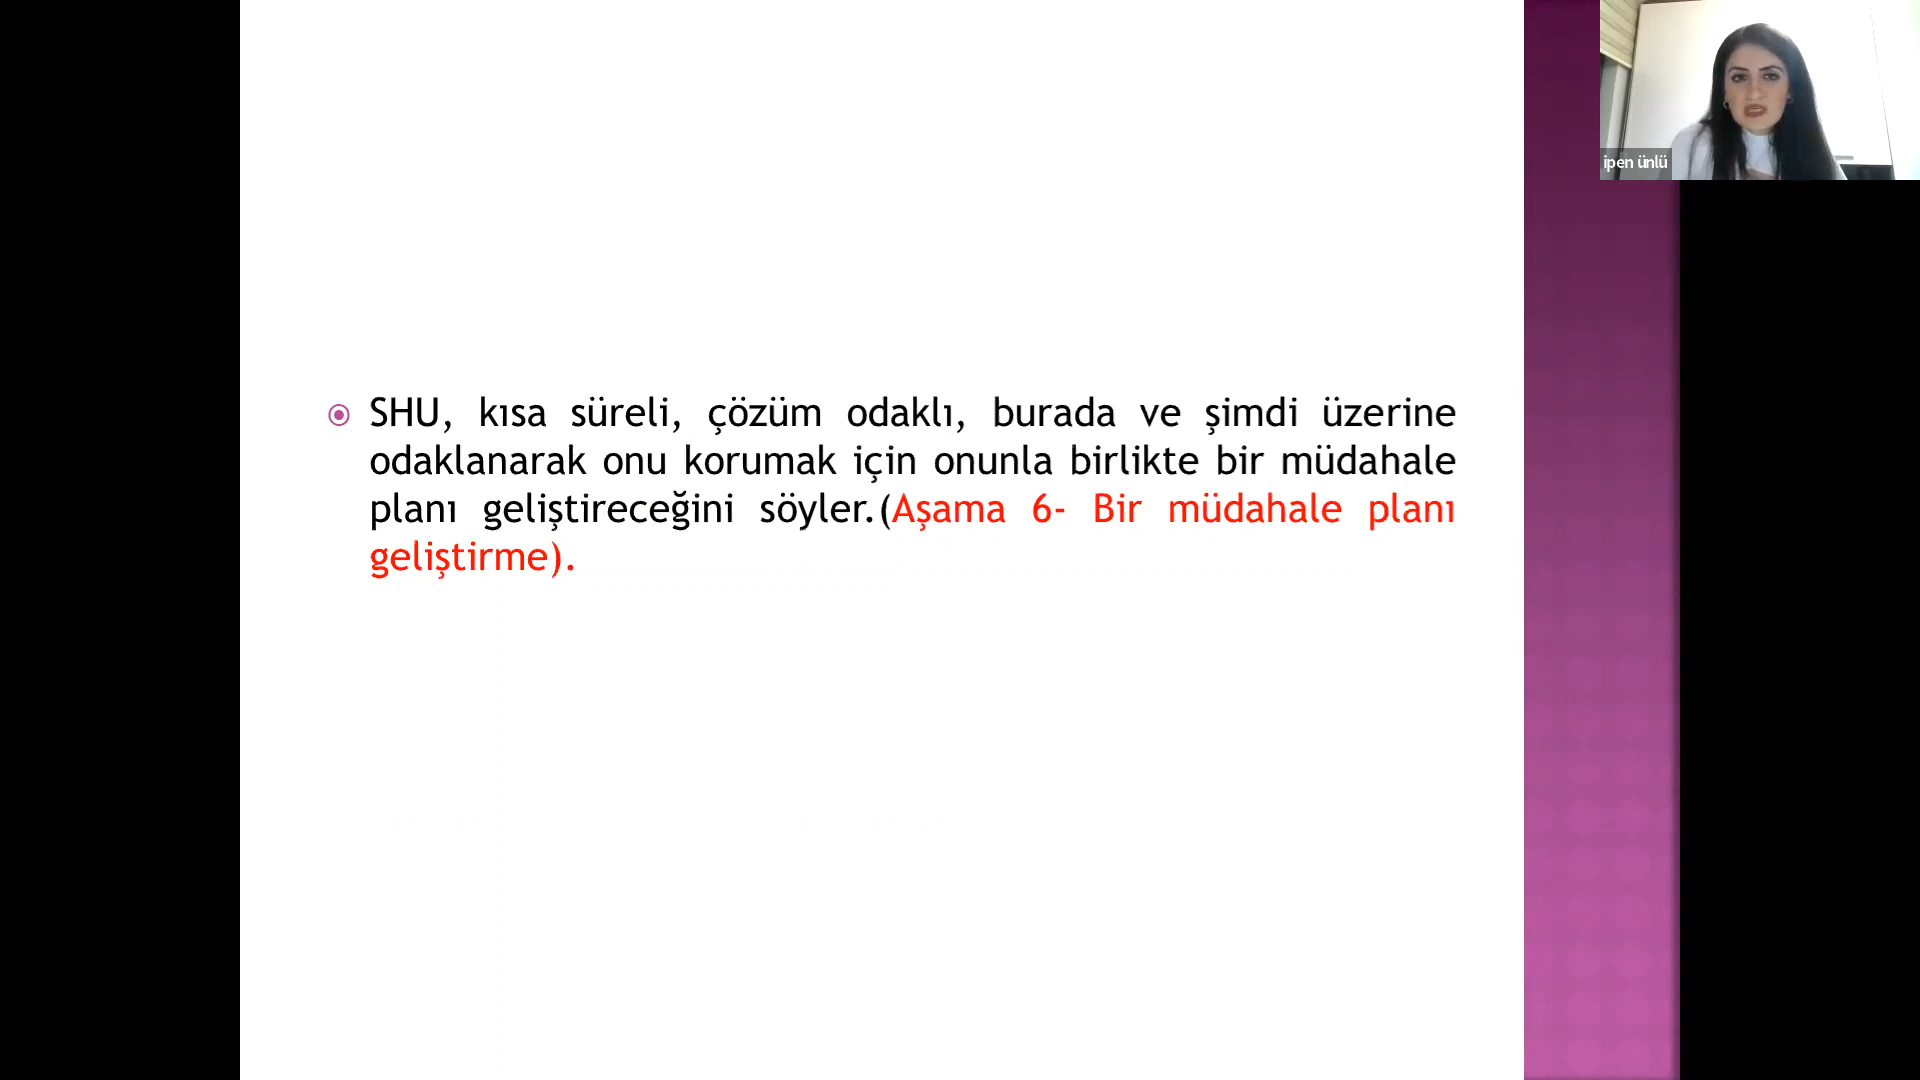 ipen ünlü
SHU, kısa süreli, çözüm odaklı, burada ve şimdi üzerine
odaklanarak onu korumak için onunla birlikte bir müdahale
planı geliştireceğini söyler.(Aşama 6- Bir müdahale planı
geliştirme).